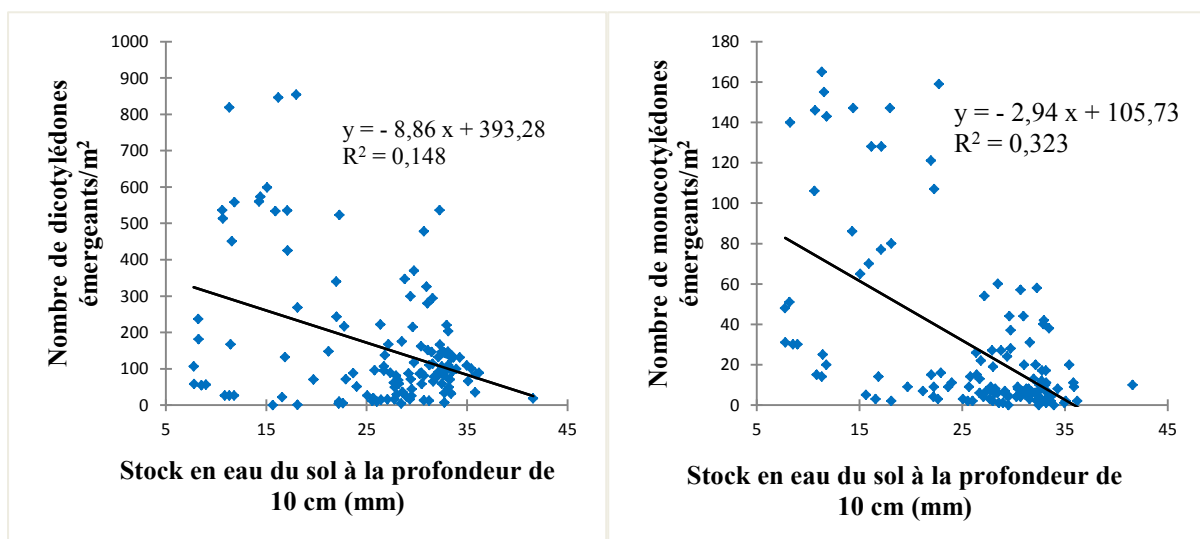 1000
900
800
700
600
500
400
300
200
100
0
5 15 25 35 45
Nombre de dicotylédones
émergeants/m²
y = - 8,86 x + 393,28
R² = 0,148
Stock en eau du sol à la profondeur de
10 cm (mm)
180
160
140
120
100
80
60
40
20
0
5 15 25 35 45
Nombre de monocotylédones
émergeants/m²
y = - 2,94 x + 105,73
R² = 0,323
Stock en eau du sol à la profondeur de
10 cm (mm)